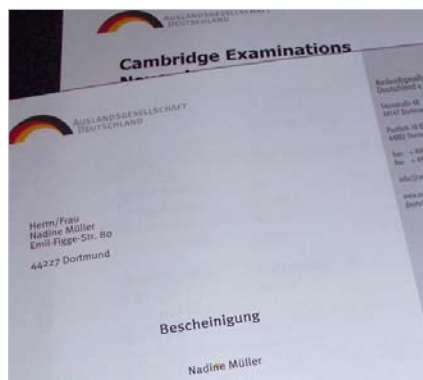 AUSLANDSGESELLSCHAFT
DEUTSCHLAND
Cambridge Examinations
AUSLANDSGESELLSCHAFT
DEUTSCHLAND
Herrn/Frau
Nadine Müller
Emil-Figge-Str. 80
44227 Dortmund
Bescheinigung
Nadine Müller